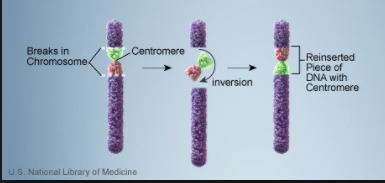 Breaks in
Chromosome
Centromere
inversion
Reinserted
Piece of
DNA with
Centromere
U.S. National Library of Medicine